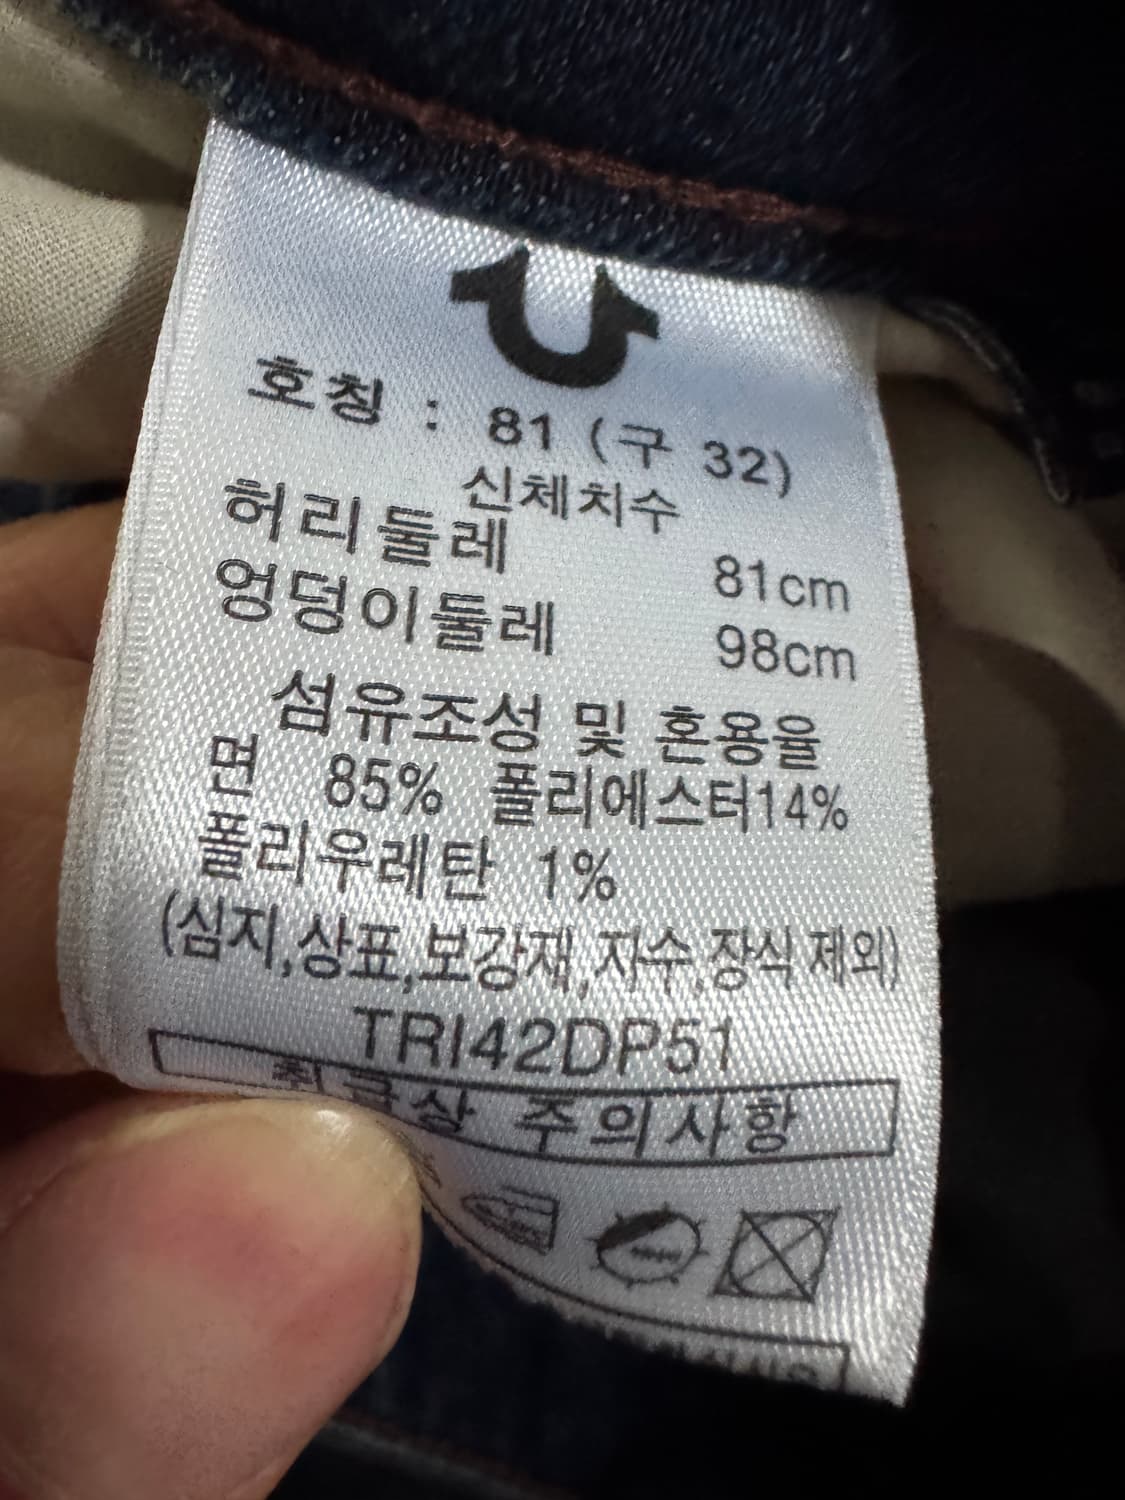 호칭 : 81 (구 32)
신체치수
허리둘레 81cm
엉덩이둘레 98cm
섬유조성 및 혼용율
면 85% 폴리에스터14%
폴리우레탄 1%
(심지,상표,보강재,자수,장식 제외)
TRI42DP51
취급상 주의사항